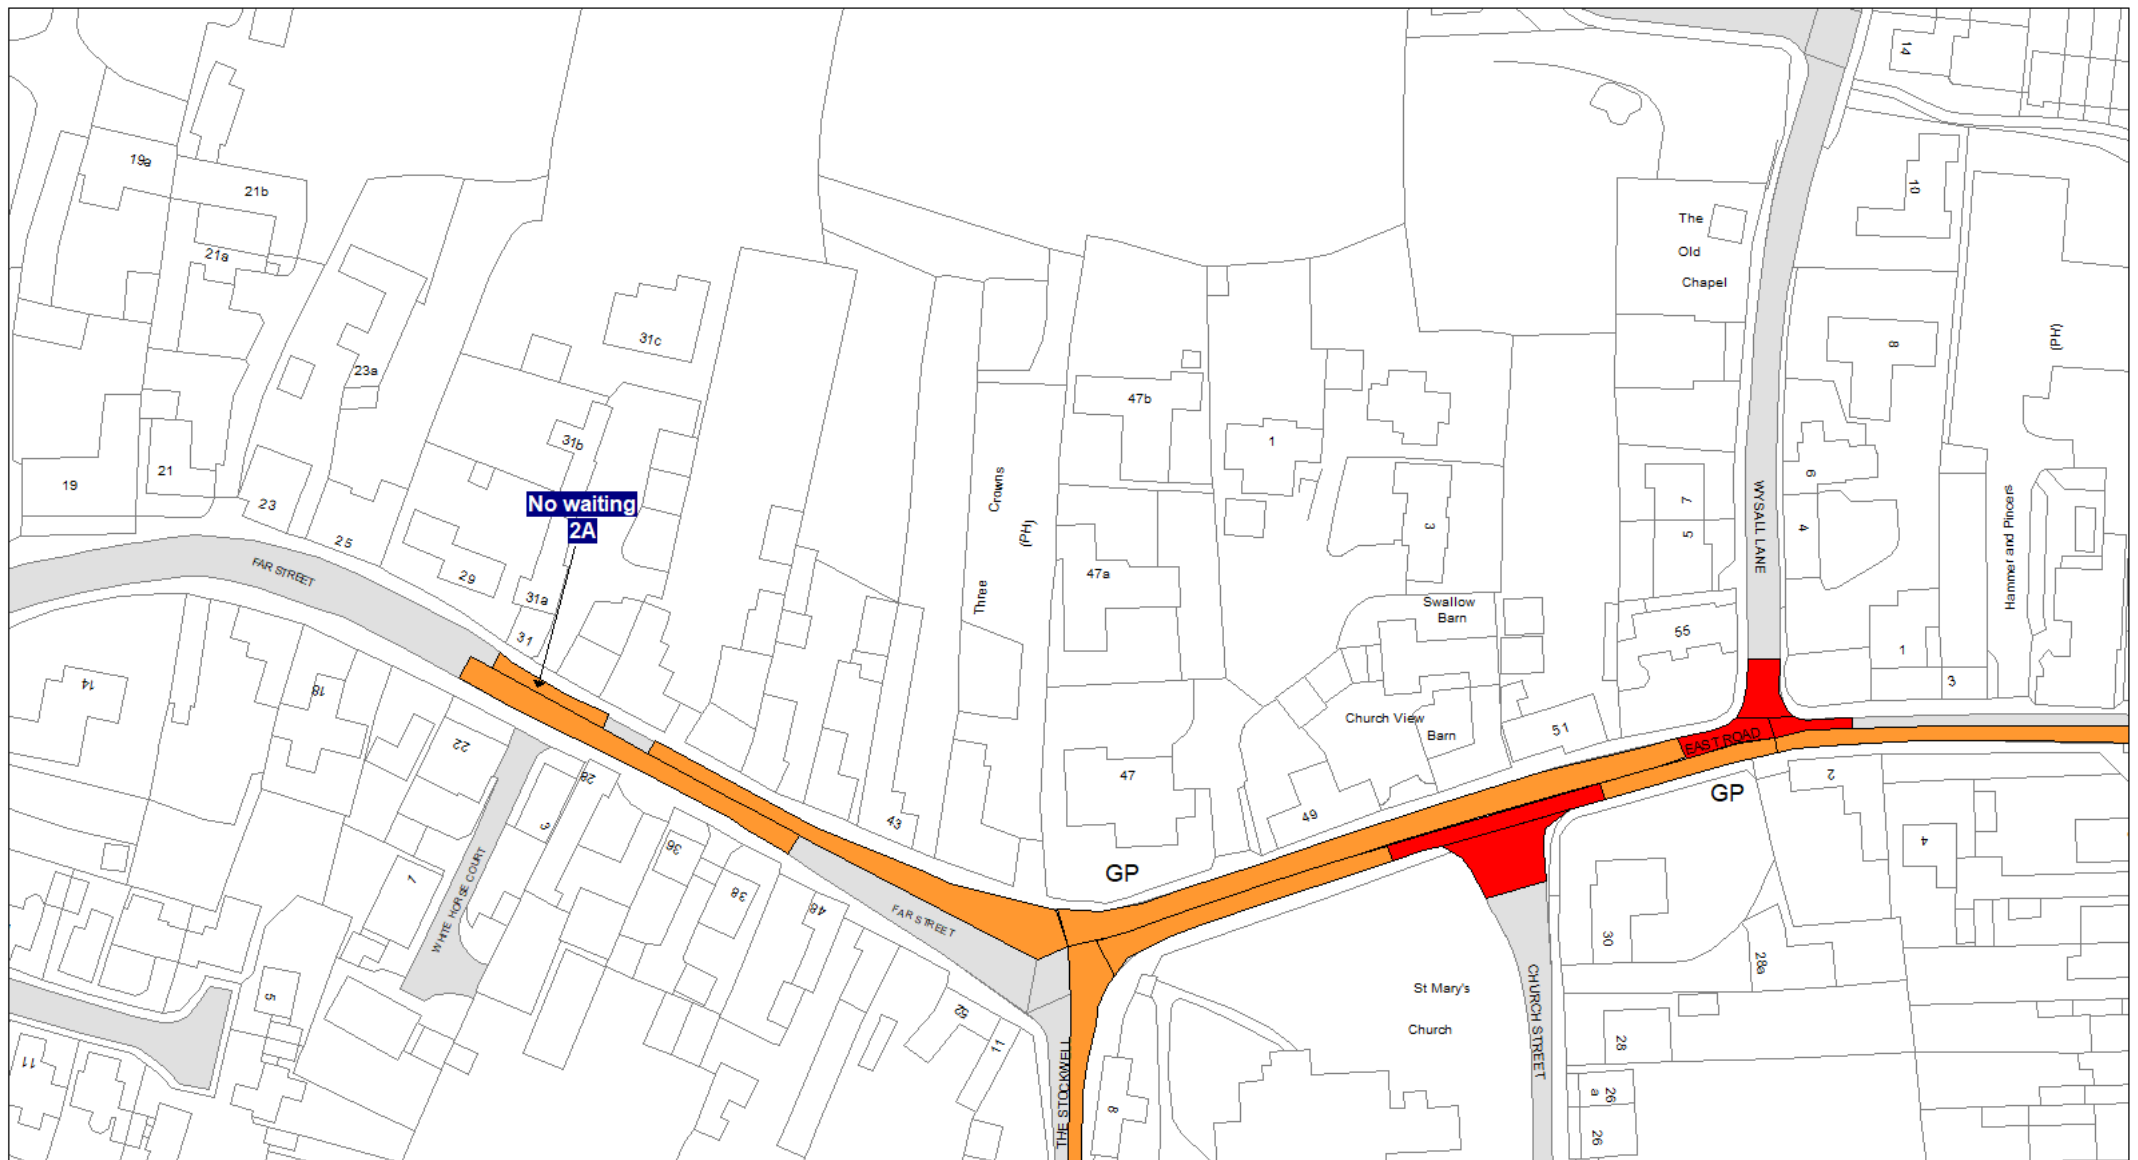 14
19a
21b
10
The
21a
Old
Chapel
31c
(PH)
8
23a
47b
31b
1
6
19
21
Crowns
WYSALL LANE
7
No waiting
2A
23
3
4
(PH)
5
25
Hammer and Pincers
FAR STREET
29
47a
31a
Three
Swallow
Barn
31
55
1
14
18
3
Church View
Barn
51
22
EAST ROAD
47
28
2
GP
49
3
43
36
4
GP
1
38
48
WHITE HORSE COURT
FAR STREET
30
28a
St Mary's
5
52
CHURCH STREET
Church
11
28
11
THE STOCKWELL
8
26
a
26